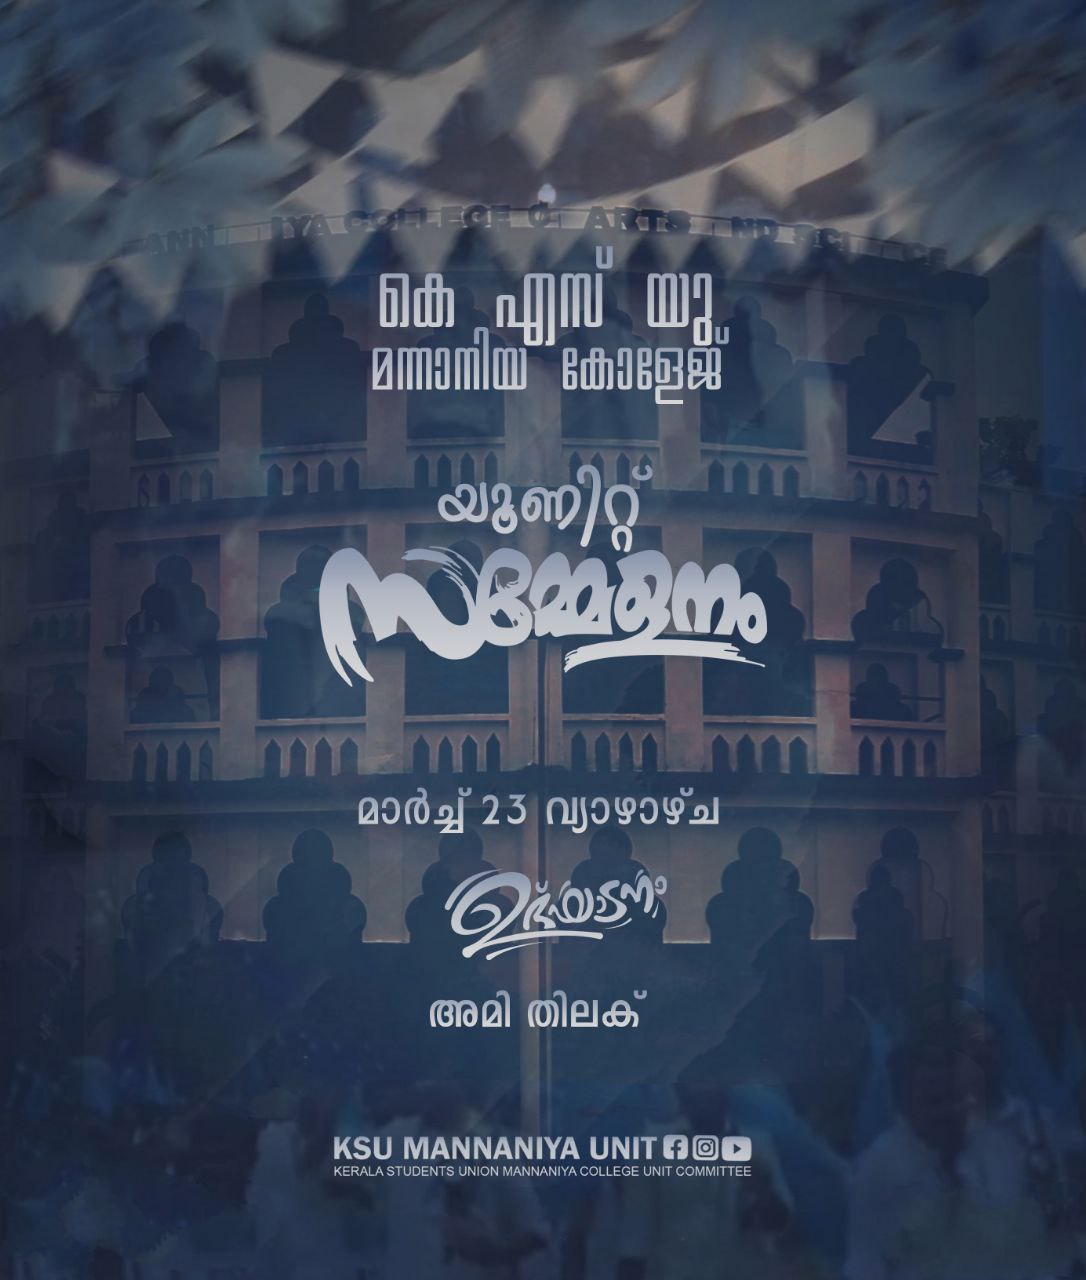 കെ എസ് യു
മന്നാനിയ കോളേജ്
യൂണിറ്റ്
സമ്മേളനം
മാർച്ച് 23 വ്യാഴാഴ്ച
ഉദ്ഘാടനം
അമി തിലക്
KSU MANNANIYA UNIT
KERALA STUDENTS UNION MANNANIYA COLLEGE UNIT COMMITTEE